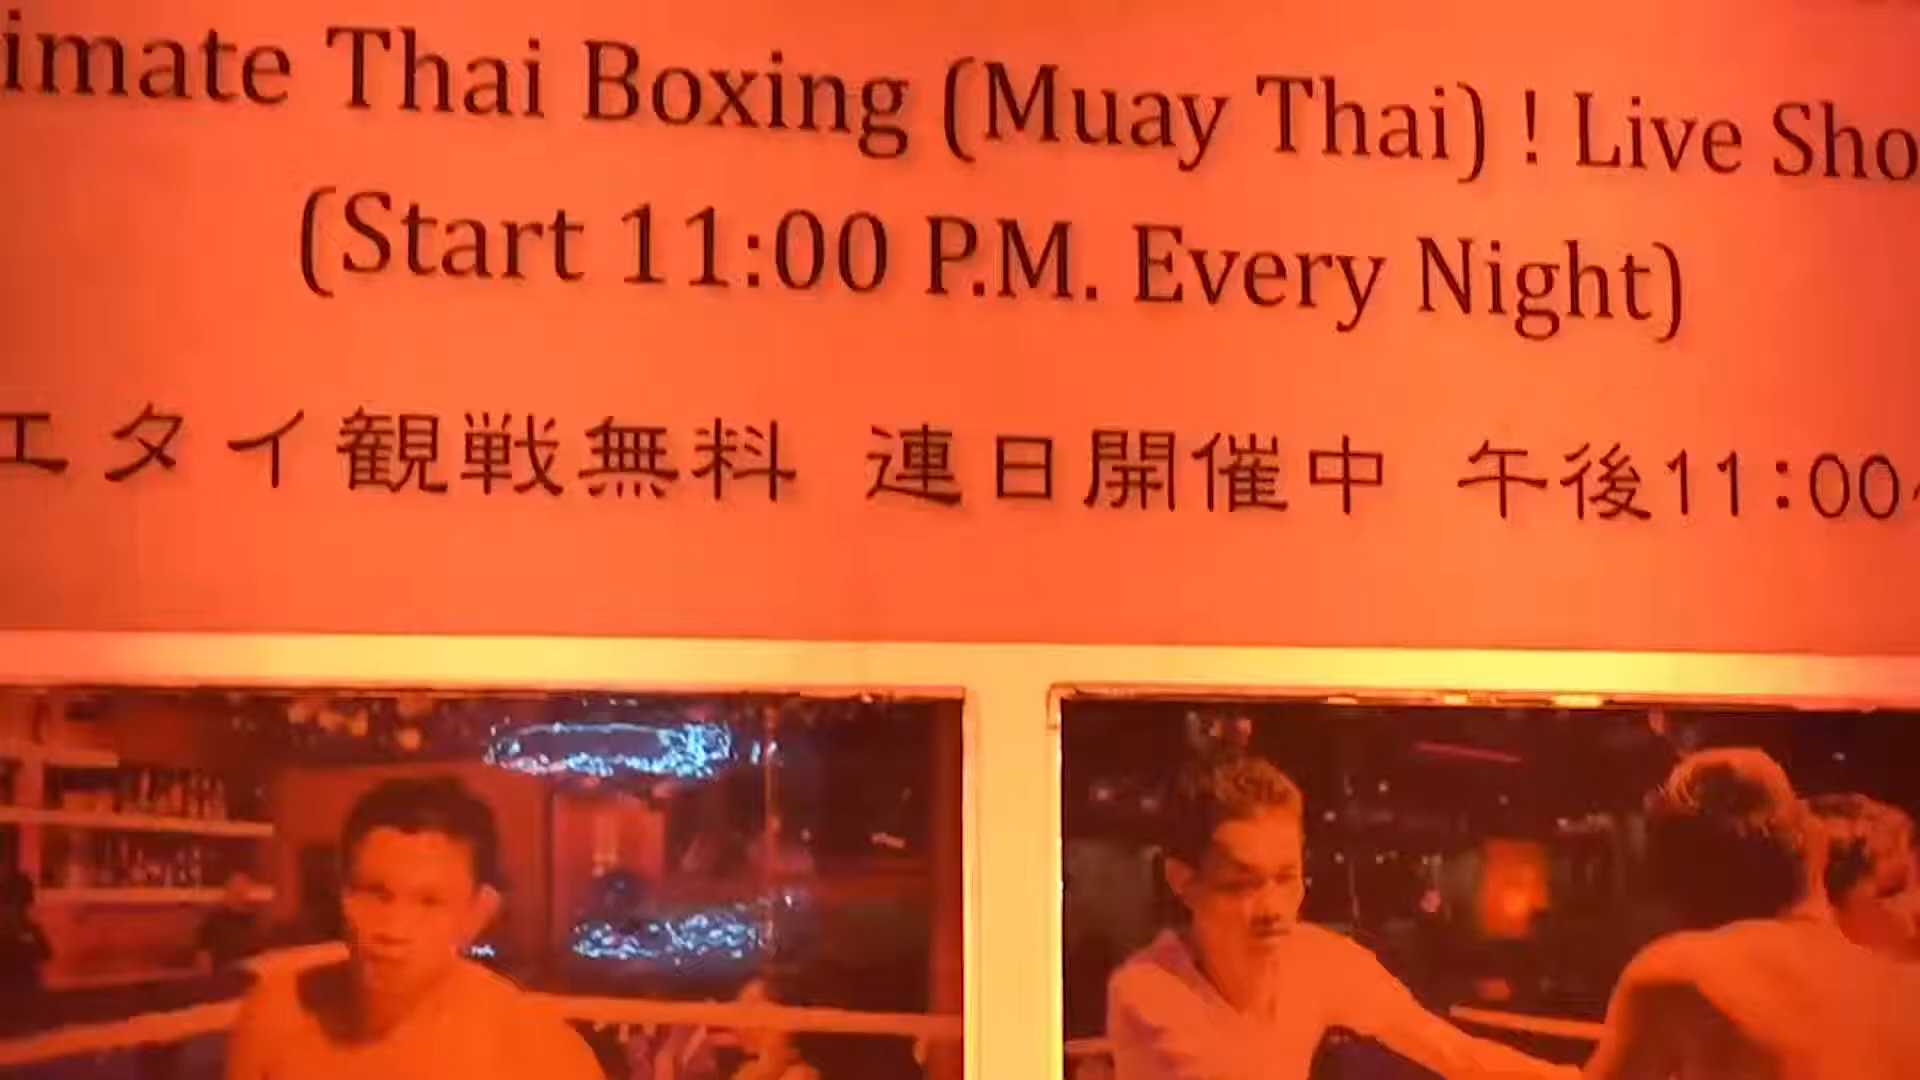 imate Thai Boxing (Muay Thai) ! Live Sho
(Start 11:00 P.M. Every Night)
エタイ観戦無料 連日開催中 午後11:00